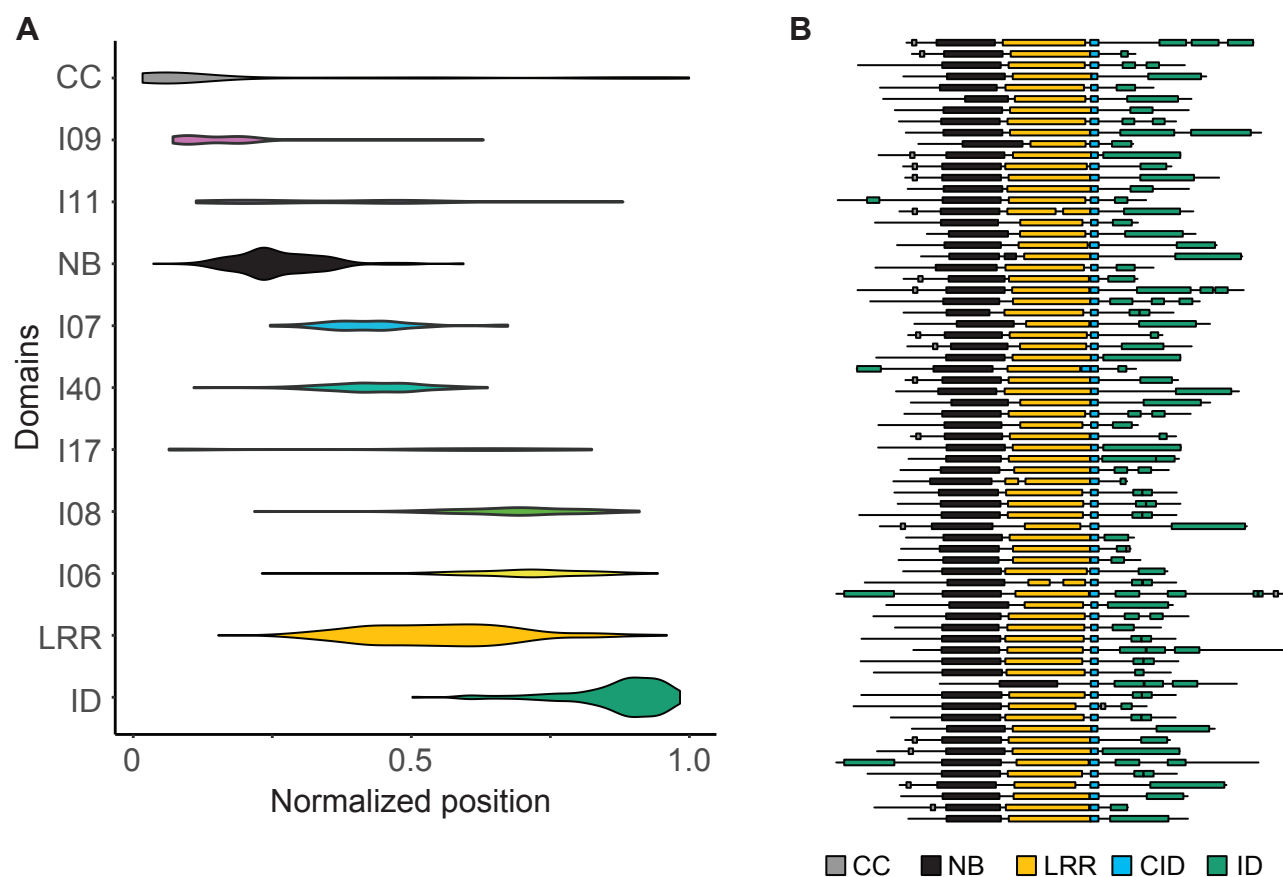 A
B
Domains
CC
I09
I11
NB
I07
I40
I17
I08
I06
LRR
ID
0 0.5 1.0
Normalized position
CC NB LRR CID ID